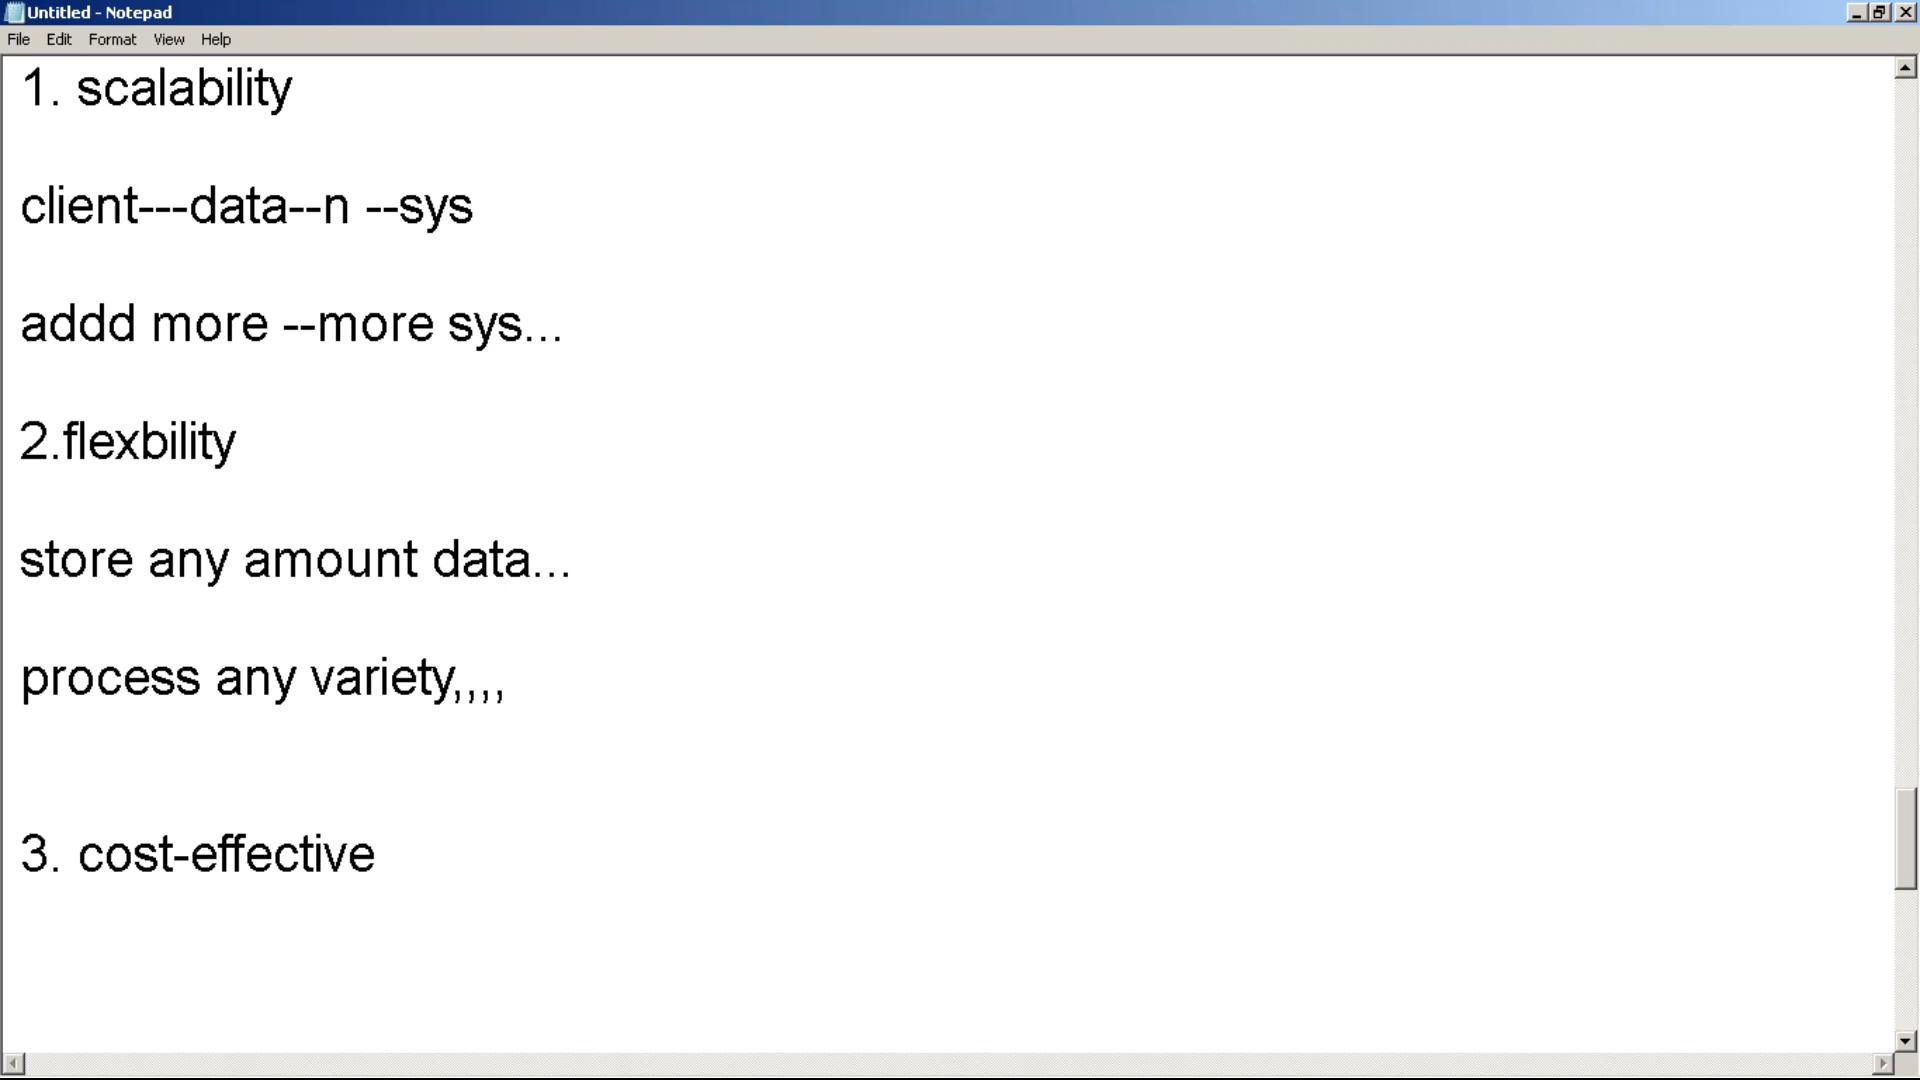 Untitled - Notepad
File Edit Format View Help
1. scalability
client---data--n --sys
addd more --more sys...
2.flexbility
store any amount data...
process any variety,,,,
3. cost-effective